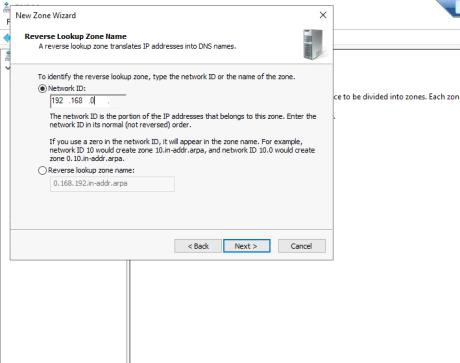 New Zone Wizard
Reverse Lookup Zone Name
A reverse lookup zone translates IP addresses into DNS names.
To identify the reverse lookup zone, type the network ID or the name of the zone.
Network ID:
192 .168 .0 .
ce to be divided into zones. Each zon
The network ID is the portion of the IP addresses that belongs to this zone. Enter the
network ID in its normal (not reversed) order.
If you use a zero in the network ID, it will appear in the zone name. For example,
network ID 10 would create zone 10.in-addr.arpa, and network ID 10.0 would create
zone 0.10.in-addr.arpa.
Reverse lookup zone name:
0.168.192.in-addr.arpa
< Back
Next >
Cancel